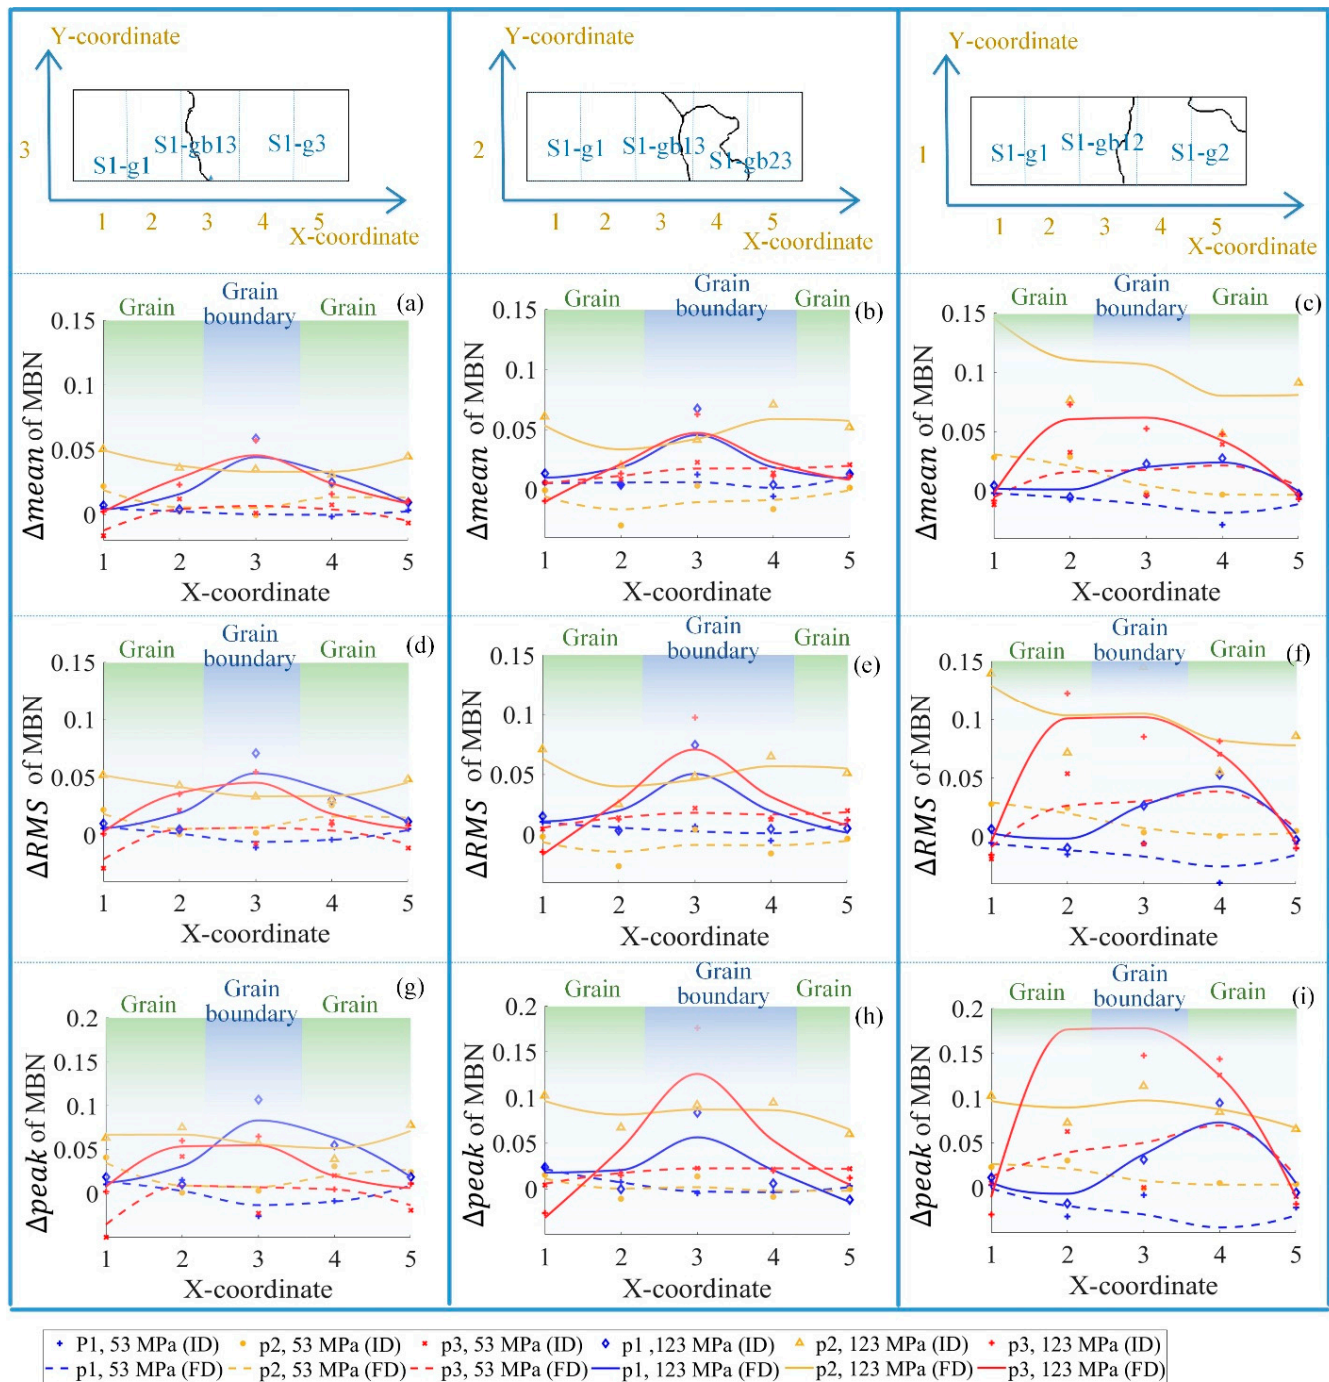 Y-coordinate
3
S1-g1
S1-gb13
S1-g3
1 2 3 4 5
X-coordinate
Y-coordinate
2
S1-g1
S1-gb13
S1-gb23
1 2 3 4 5
X-coordinate
Y-coordinate
1
S1-g1
S1-gb12
S1-g2
1 2 3 4 5
X-coordinate
Grain
Grain boundary
Grain
(a)
0.15
0.1
0.05
0
Δmean of MBN
1 2 3 4 5
X-coordinate
Grain
Grain boundary
Grain
(b)
0.15
0.1
0.05
0
Δmean of MBN
1 2 3 4 5
X-coordinate
Grain
Grain boundary
Grain
(c)
0.15
0.1
0.05
0
Δmean of MBN
1 2 3 4 5
X-coordinate
Grain
Grain boundary
Grain
(d)
0.15
0.1
0.05
0
ΔRMS of MBN
1 2 3 4 5
X-coordinate
Grain
Grain boundary
Grain
(e)
0.15
0.1
0.05
0
ΔRMS of MBN
1 2 3 4 5
X-coordinate
Grain
Grain boundary
Grain
(f)
0.15
0.1
0.05
0
ΔRMS of MBN
1 2 3 4 5
X-coordinate
Grain
Grain boundary
Grain
(g)
0.2
0.15
0.1
0.05
0
Δpeak of MBN
1 2 3 4 5
X-coordinate
Grain
Grain boundary
Grain
(h)
0.2
0.15
0.1
0.05
0
Δpeak of MBN
1 2 3 4 5
X-coordinate
Grain
Grain boundary
Grain
(i)
0.2
0.15
0.1
0.05
0
Δpeak of MBN
1 2 3 4 5
X-coordinate
P1, 53 MPa (ID) p2, 53 MPa (ID) p3, 53 MPa (ID) p1 ,123 MPa (ID) p2, 123 MPa (ID) p3, 123 MPa (ID)
p1, 53 MPa (FD) p2, 53 MPa (FD) p3, 53 MPa (FD) p1, 123 MPa (FD) p2, 123 MPa (FD) p3, 123 MPa (FD)